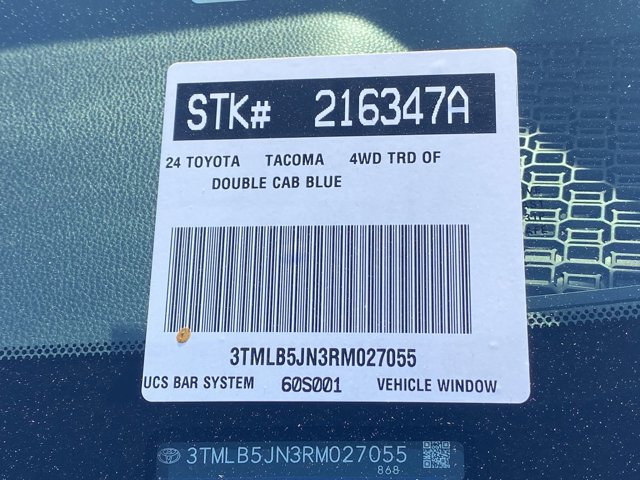 STK# 216347A
24 TOYOTA TACOMA 4WD TRD OF
DOUBLE CAB BLUE
3TMLB5JN3RM027055
UCS BAR SYSTEM 60S001 VEHICLE WINDOW
3TMLB5JN3RM027055
868